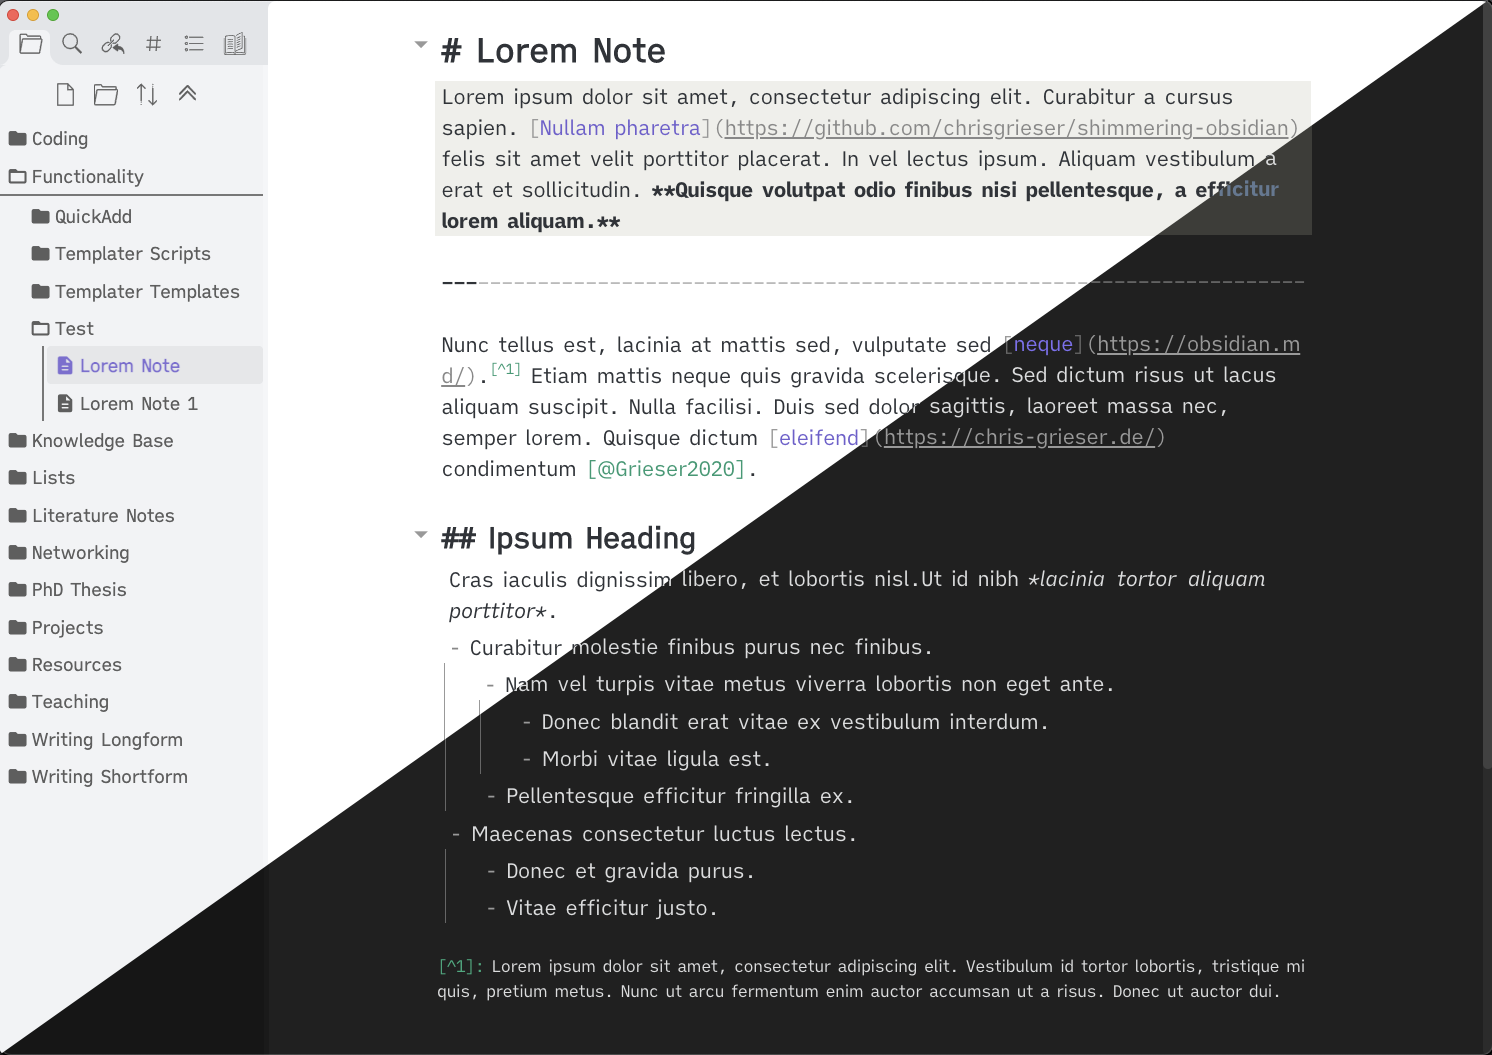 Coding
Functionality
QuickAdd
Templater Scripts
Templater Templates
Test
Lorem Note
Lorem Note 1
Knowledge Base
Lists
Literature Notes
Networking
PhD Thesis
Projects
Resources
Teaching
Writing Longform
Writing Shortform
# Lorem Note
Lorem ipsum dolor sit amet, consectetur adipiscing elit. Curabitur a cursus
sapien. [Nullam pharetra](https://github.com/chrisgrieser/shimmering-obsidian)
felis sit amet velit porttitor placerat. In vel lectus ipsum. Aliquam vestibulum a
erat et sollicitudin. **Quisque volutpat odio finibus nisi pellentesque, a efficitur
lorem aliquam.**
---
Nunc tellus est, lacinia at mattis sed, vulputate sed [neque](https://obsidian.m
d/).[^1] Etiam mattis neque quis gravida scelerisque. Sed dictum risus ut lacus
aliquam suscipit. Nulla facilisi. Duis sed dolor sagittis, laoreet massa nec,
semper lorem. Quisque dictum [eleifend](https://chris-grieser.de/)
condimentum [@Grieser2020].
## Ipsum Heading
Cras iaculis dignissim libero, et lobortis nisl.Ut id nibh *lacinia tortor aliquam
porttitor*.
- Curabitur molestie finibus purus nec finibus.
- Nam vel turpis vitae metus viverra lobortis non eget ante.
- Donec blandit erat vitae ex vestibulum interdum.
- Morbi vitae ligula est.
- Pellentesque efficitur fringilla ex.
- Maecenas consectetur luctus lectus.
- Donec et gravida purus.
- Vitae efficitur justo.
[^1]: Lorem ipsum dolor sit amet, consectetur adipiscing elit. Vestibulum id tortor lobortis, tristique mi
quis, pretium metus. Nunc ut arcu fermentum enim auctor accumsan ut a risus. Donec ut auctor dui.